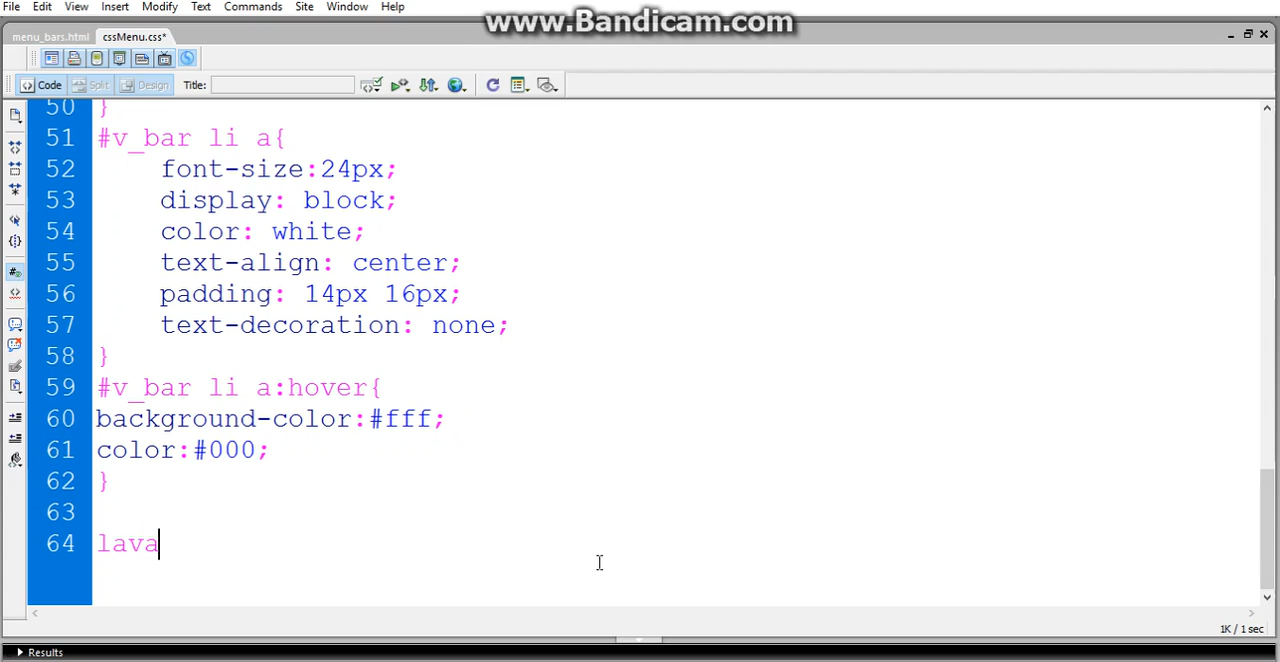 File Edit View Insert Modify Text Commands Site Window Help
www.Bandicam.com
menu_bars.html cssMenu.css*
Code Split Design Title:
50 }
51 #v_bar li a{
52 font-size:24px;
53 display: block;
54 color: white;
55 text-align: center;
56 padding: 14px 16px;
57 text-decoration: none;
58 }
59 #v_bar li a:hover{
60 background-color:#fff;
61 color:#000;
62 }
63
64 lava
1K / 1 sec
Results